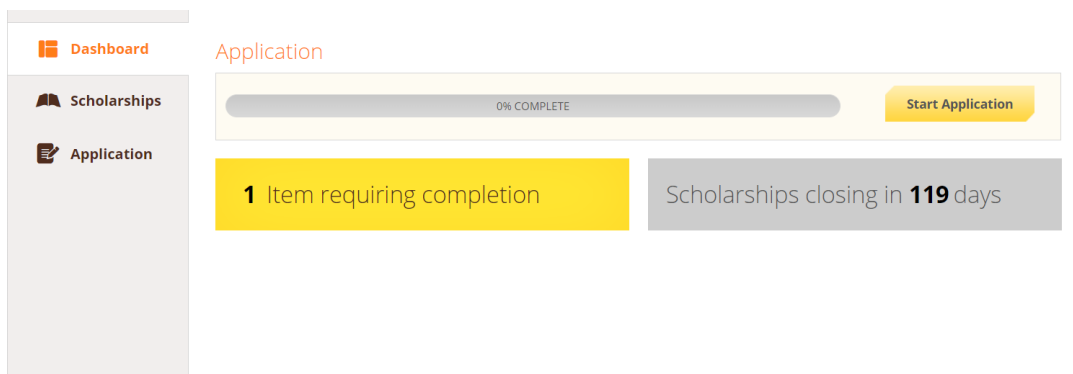 Dashboard
Scholarships
Application
Application
0% COMPLETE
Start Application
1 Item requiring completion
Scholarships closing in 119 days